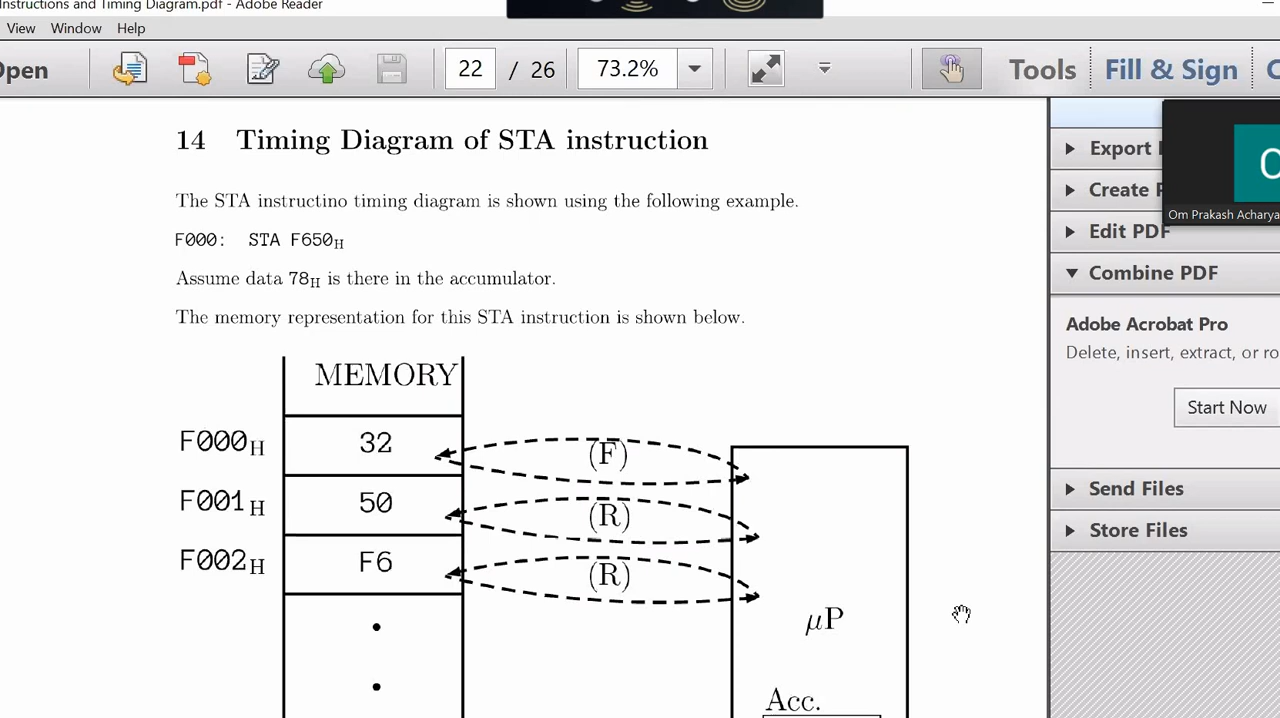 Instructions and Timing Diagram.pdf - Adobe Reader
View Window Help
Open
22 / 26
73.2%
Tools
Fill & Sign
14 Timing Diagram of STA instruction
The STA instructino timing diagram is shown using the following example.
F000: STA F650H
Assume data 78H is there in the accumulator.
The memory representation for this STA instruction is shown below.
MEMORY
F000H 32 (F)
F001H 50 (R)
F002H F6 (R)
μP
Acc.
Export
Create
Edit PDF
Combine PDF
Adobe Acrobat Pro
Delete, insert, extract, or ro
Start Now
Send Files
Store Files
Om Prakash Acharya